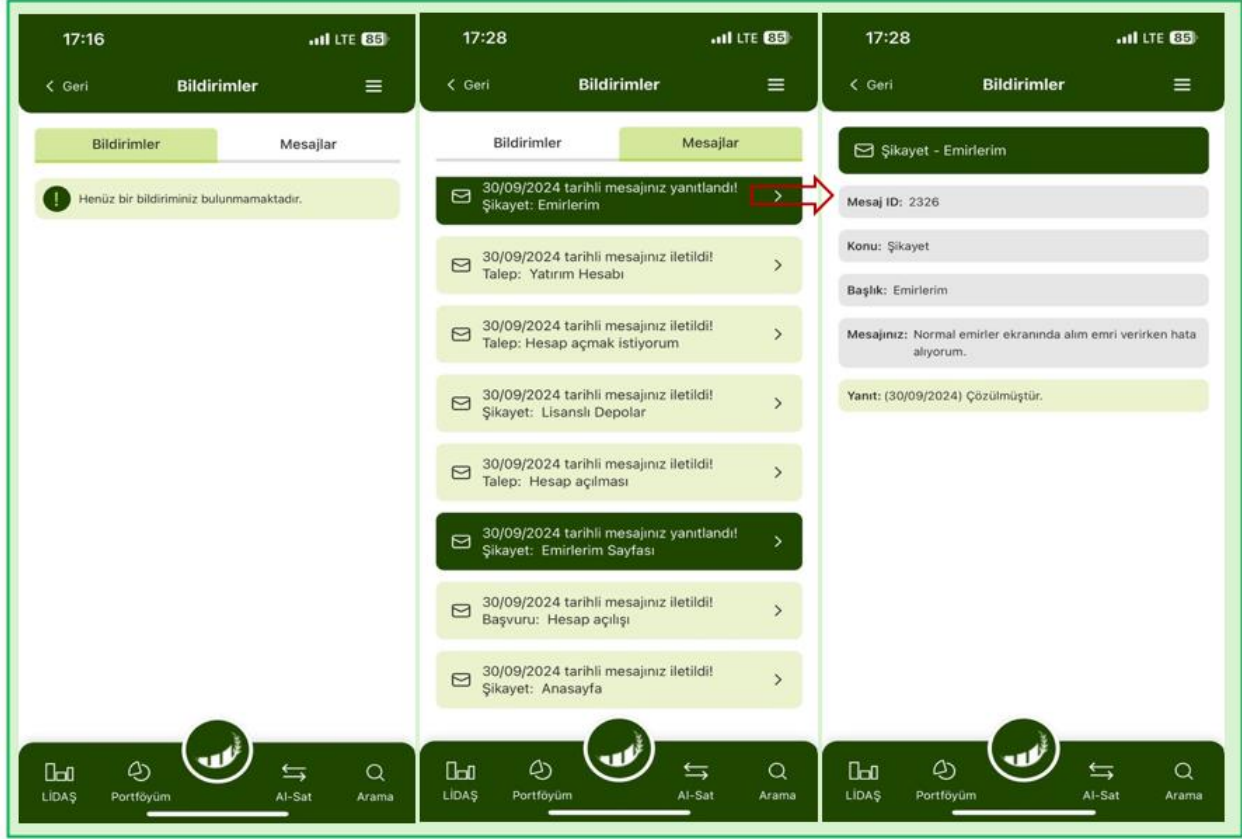 17:16
LTE 85
Geri
Bildirimler
Bildirimler
Mesajlar
Henüz bir bildiriminiz bulunmamaktadır.
LİDAŞ
Portföyüm
Al-Sat
Arama
17:28
LTE 85
Geri
Bildirimler
Bildirimler
Mesajlar
30/09/2024 tarihli mesajınız yanıtlandı!
Şikayet: Emirlerim
30/09/2024 tarihli mesajınız iletildi!
Talep: Yatırım Hesabı
30/09/2024 tarihli mesajınız iletildi!
Talep: Hesap açmak istiyorum
30/09/2024 tarihli mesajınız iletildi!
Şikayet: Lisanslı Depolar
30/09/2024 tarihli mesajınız iletildi!
Talep: Hesap açılması
30/09/2024 tarihli mesajınız yanıtlandı!
Şikayet: Emirlerim Sayfası
30/09/2024 tarihli mesajınız iletildi!
Başvuru: Hesap açılışı
30/09/2024 tarihli mesajınız iletildi!
Şikayet: Anasayfa
LİDAŞ
Portföyüm
Al-Sat
Arama
17:28
LTE 85
Geri
Bildirimler
Şikayet - Emirlerim
Mesaj ID: 2326
Konu: Şikayet
Başlık: Emirlerim
Mesajınız: Normal emirler ekranında alım emri verirken hata
alıyorum.
Yanıt: (30/09/2024) Çözülmüştür.
LİDAŞ
Portföyüm
Al-Sat
Arama